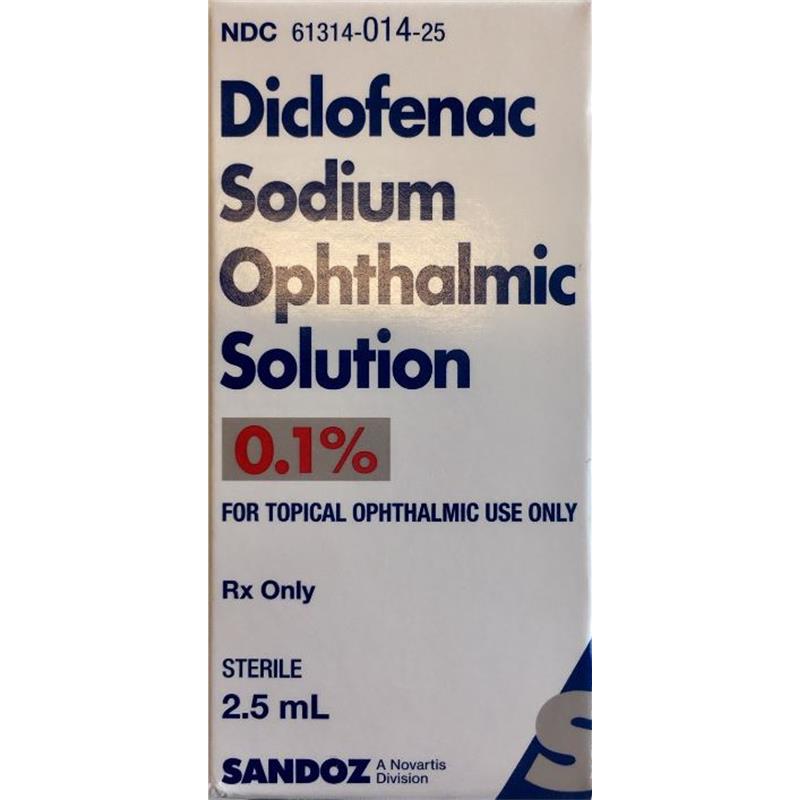 NDC 61314-014-25
Diclofenac
Sodium
Ophthalmic
Solution
0.1%
FOR TOPICAL OPHTHALMIC USE ONLY
Rx Only
STERILE
2.5 mL
SANDOZ A Novartis
Division
S